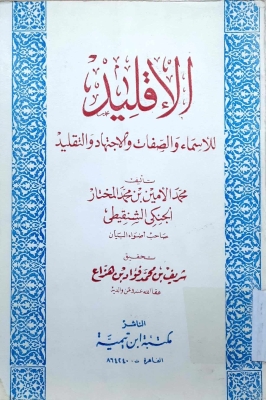 الإقليد
للأسماء والصفات والاجتهاد والتقليد
تأليف
محمد الأمين بن محمد المختار
الجكني الشنقيطي
صاحب أضواء البيان
تحقيق
شريف بن محمد فؤاد بن هزاع
عفا الله عنه وعن والديه
الناشر
مكتبة ابن تيمية
القاهرة ت : ٨٦٤٢٤٠